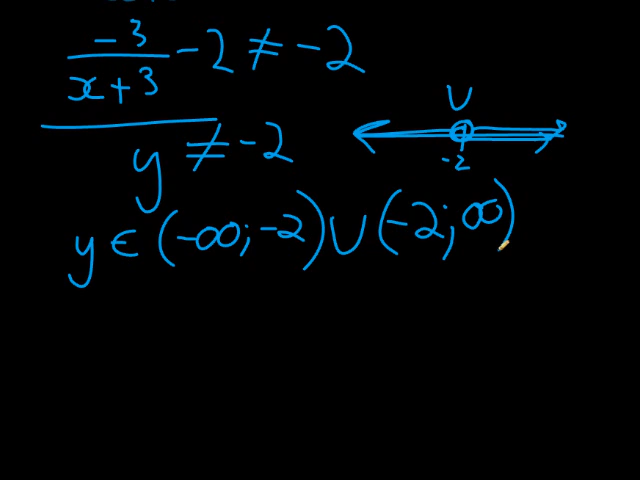 -3/(x+3) - 2 ≠ -2
∪
-2
y ≠ -2
y ∈ (-∞; -2) ∪ (-2; ∞)